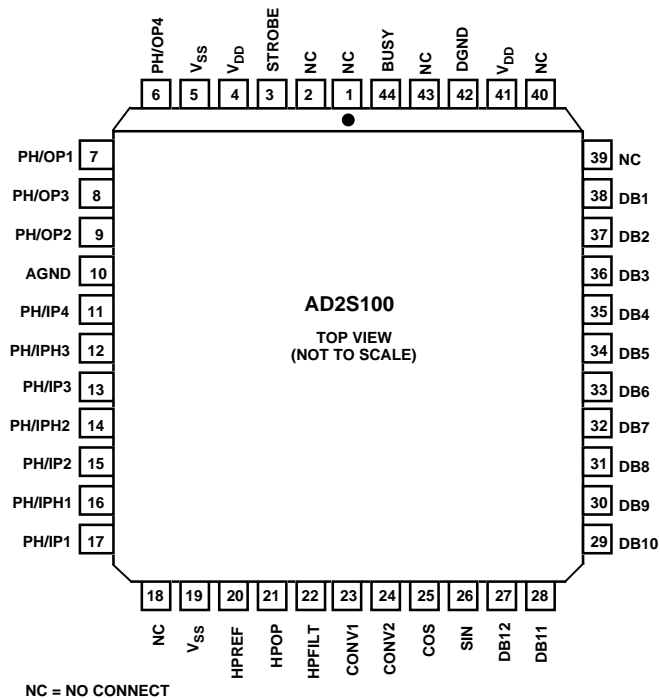 PH/OP4
VSS
VDD
STROBE
NC
NC
BUSY
NC
DGND
VDD
NC
6 5 4 3 2 1 44 43 42 41 40
PH/OP1 7
PH/OP3 8
PH/OP2 9
AGND 10
PH/IP4 11
PH/IPH3 12
PH/IP3 13
PH/IPH2 14
PH/IP2 15
PH/IPH1 16
PH/IP1 17
AD2S100
TOP VIEW
(NOT TO SCALE)
39 NC
38 DB1
37 DB2
36 DB3
35 DB4
34 DB5
33 DB6
32 DB7
31 DB8
30 DB9
29 DB10
18 19 20 21 22 23 24 25 26 27 28
NC
VSS
HPREF
HPOP
HPFILT
CONV1
CONV2
COS
SIN
DB12
DB11
NC = NO CONNECT